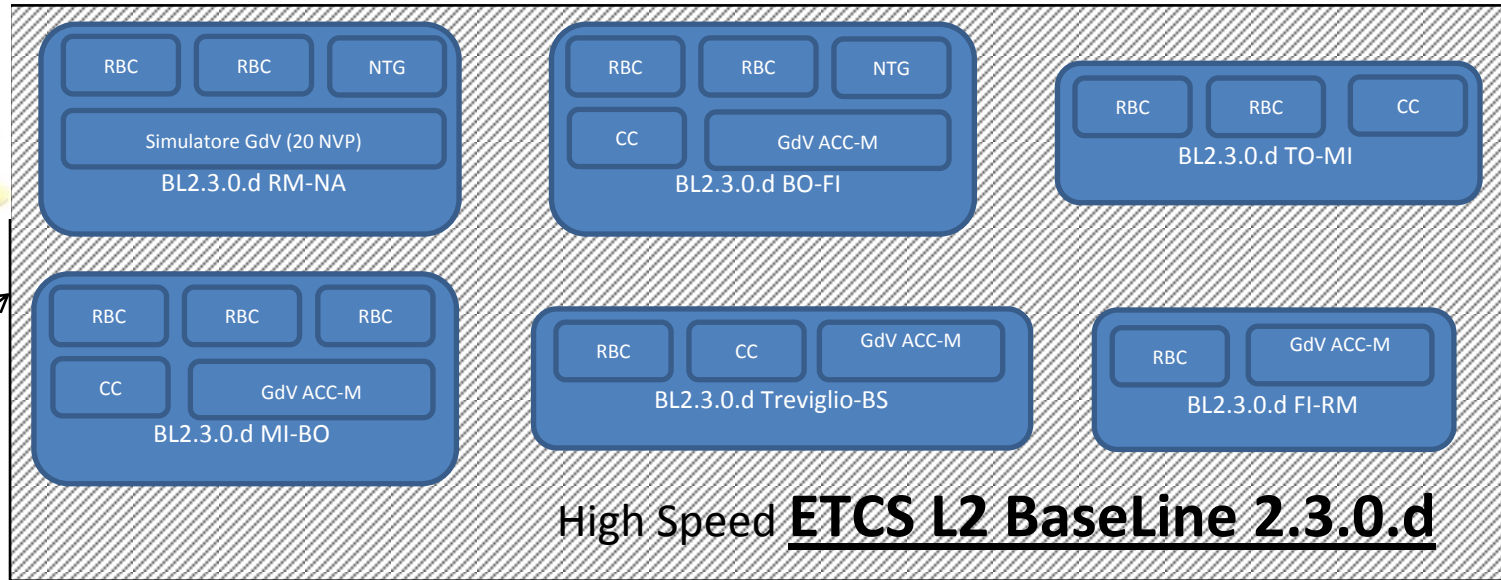 RBC RBC NTG
Simulatore GdV (20 NVP)
BL2.3.0.d RM-NA
RBC RBC NTG
CC GdV ACC-M
BL2.3.0.d BO-FI
RBC RBC CC
BL2.3.0.d TO-MI
RBC RBC RBC
CC GdV ACC-M
BL2.3.0.d MI-BO
RBC CC GdV ACC-M
BL2.3.0.d Treviglio-BS
RBC GdV ACC-M
BL2.3.0.d FI-RM
High Speed ETCS L2 BaseLine 2.3.0.d